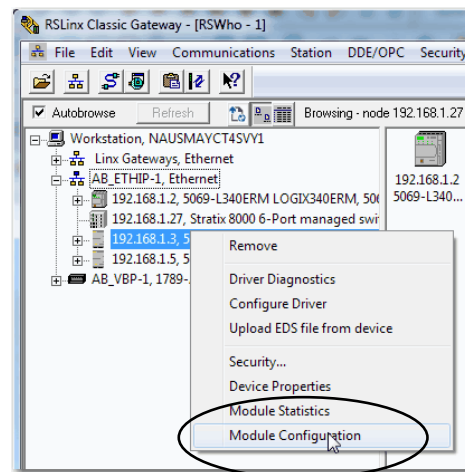 RSLinx Classic Gateway - [RSWho - 1]
File Edit View Communications Station DDE/OPC Security
Autobrowse Refresh Browsing - node 192.168.1.27
Workstation, NAUSMAYCT4SVY1
Linx Gateways, Ethernet
AB_ETHIP-1, Ethernet
192.168.1.2, 5069-L340ERM LOGIX340ERM, 506
192.168.1.27, Stratix 8000 6-Port managed swi
192.168.1.3, 5
192.168.1.5, 5
AB_VBP-1, 1789-
192.168.1.2
5069-L340...
Remove
Driver Diagnostics
Configure Driver
Upload EDS file from device
Security...
Device Properties
Module Statistics
Module Configuration